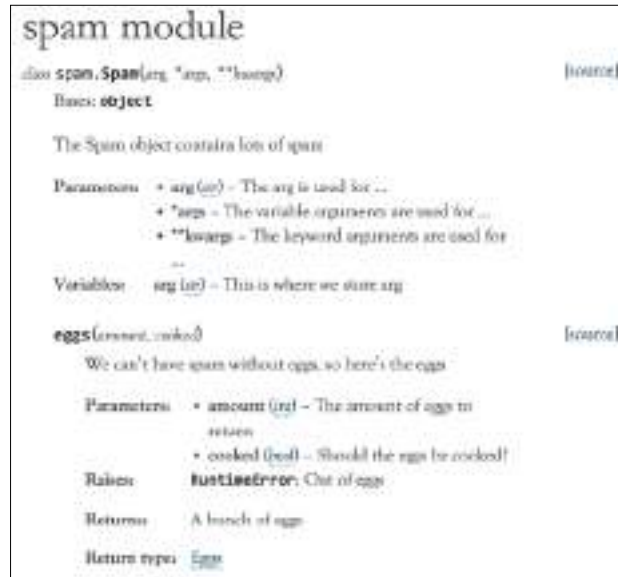 spam module
class spam.Spam(arg, *args, **kwargs) [source]
Bases: object
The Spam object contains lots of spam
Parameters: • arg (str) – The arg is used for ...
• *args – The variable arguments are used for ...
• **kwargs – The keyword arguments are used for
...
Variables: arg (str) – This is where we store arg
eggs(amount, cooked) [source]
We can't have spam without eggs, so here's the eggs
Parameters: • amount (int) – The amount of eggs to
return
• cooked (bool) – Should the eggs be cooked?
Raises: RuntimeError: Out of eggs
Returns: A bunch of eggs
Return type: Eggs